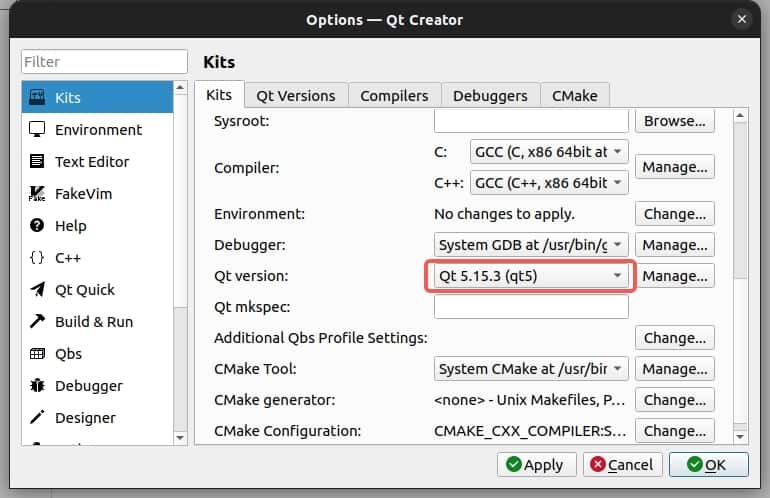 Options — Qt Creator
Filter
Kits
Kits
Environment
Text Editor
FakeVim
Help
C++
Qt Quick
Build & Run
Qbs
Debugger
Designer
Kits Qt Versions Compilers Debuggers CMake
Sysroot: Browse...
Compiler: C: GCC (C, x86 64bit at Manage...
C++: GCC (C++, x86 64bit
Environment: No changes to apply. Change...
Debugger: System GDB at /usr/bin/g Manage...
Qt version: Qt 5.15.3 (qt5) Manage...
Qt mkspec:
Additional Qbs Profile Settings: Change...
CMake Tool: System CMake at /usr/bin Manage...
CMake generator: <none> - Unix Makefiles, P... Change...
CMake Configuration: CMAKE_CXX_COMPILER:S... Change...
Apply Cancel OK